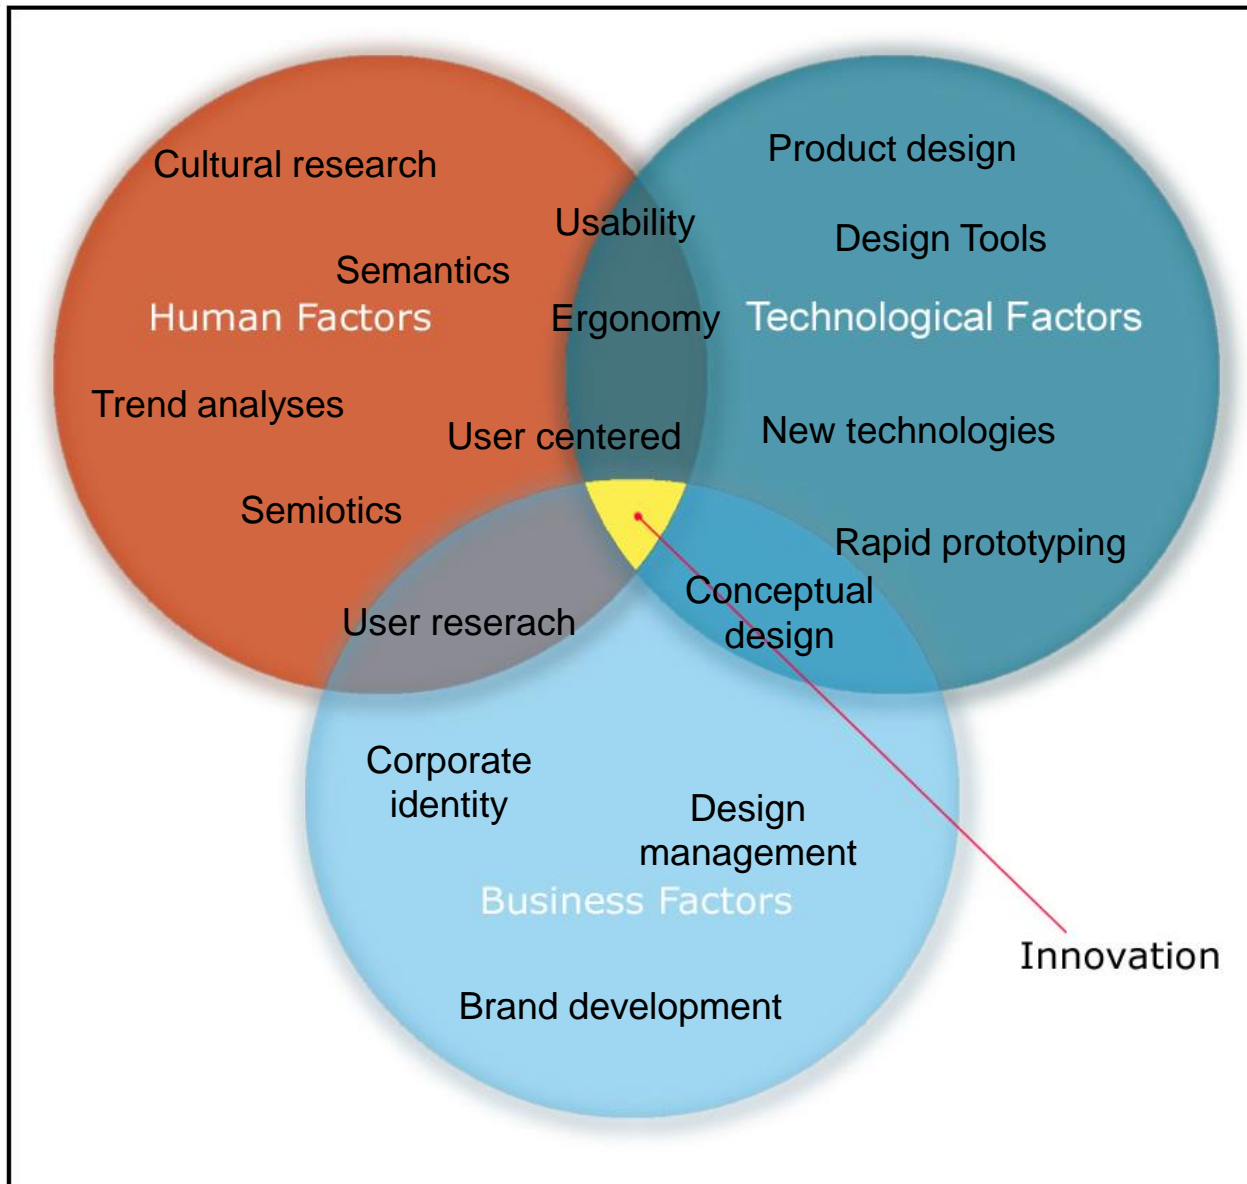 Product design
Cultural research
Usability
Design Tools
Semantics
Human Factors
Ergonomy
Technological Factors
Trend analyses
User centered
New technologies
Semiotics
Rapid prototyping
Conceptual
design
User reserach
Corporate
identity
Design
management
Business Factors
Innovation
Brand development